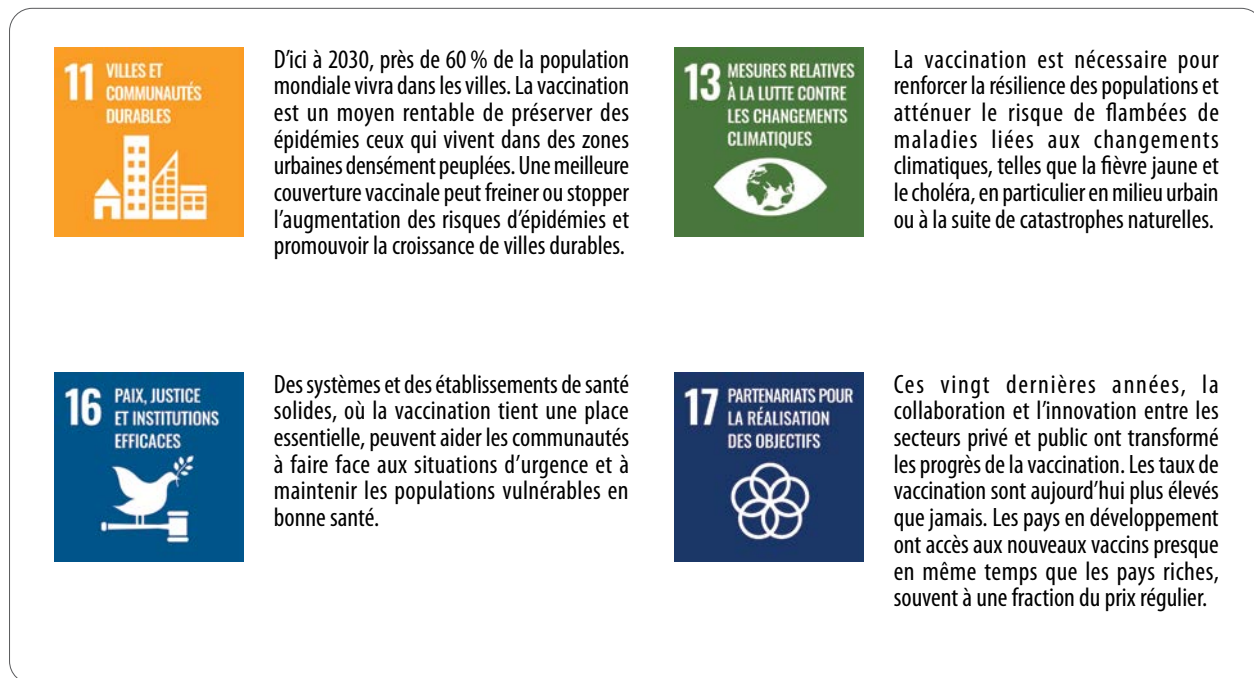 11 VILLES ET
COMMUNAUTÉS
DURABLES
D'ici à 2030, près de 60 % de la population
mondiale vivra dans les villes. La vaccination
est un moyen rentable de préserver des
épidémies ceux qui vivent dans des zones
urbaines densément peuplées. Une meilleure
couverture vaccinale peut freiner ou stopper
l'augmentation des risques d'épidémies et
promouvoir la croissance de villes durables.
13 MESURES RELATIVES
À LA LUTTE CONTRE
LES CHANGEMENTS
CLIMATIQUES
La vaccination est nécessaire pour
renforcer la résilience des populations et
atténuer le risque de flambées de
maladies liées aux changements
climatiques, telles que la fièvre jaune et
le choléra, en particulier en milieu urbain
ou à la suite de catastrophes naturelles.
16 PAIX, JUSTICE
ET INSTITUTIONS
EFFICACES
Des systèmes et des établissements de santé
solides, où la vaccination tient une place
essentielle, peuvent aider les communautés
à faire face aux situations d'urgence et à
maintenir les populations vulnérables en
bonne santé.
17 PARTENARIATS POUR
LA RÉALISATION
DES OBJECTIFS
Ces vingt dernières années, la
collaboration et l'innovation entre les
secteurs privé et public ont transformé
les progrès de la vaccination. Les taux de
vaccination sont aujourd'hui plus élevés
que jamais. Les pays en développement
ont accès aux nouveaux vaccins presque
en même temps que les pays riches,
souvent à une fraction du prix régulier.